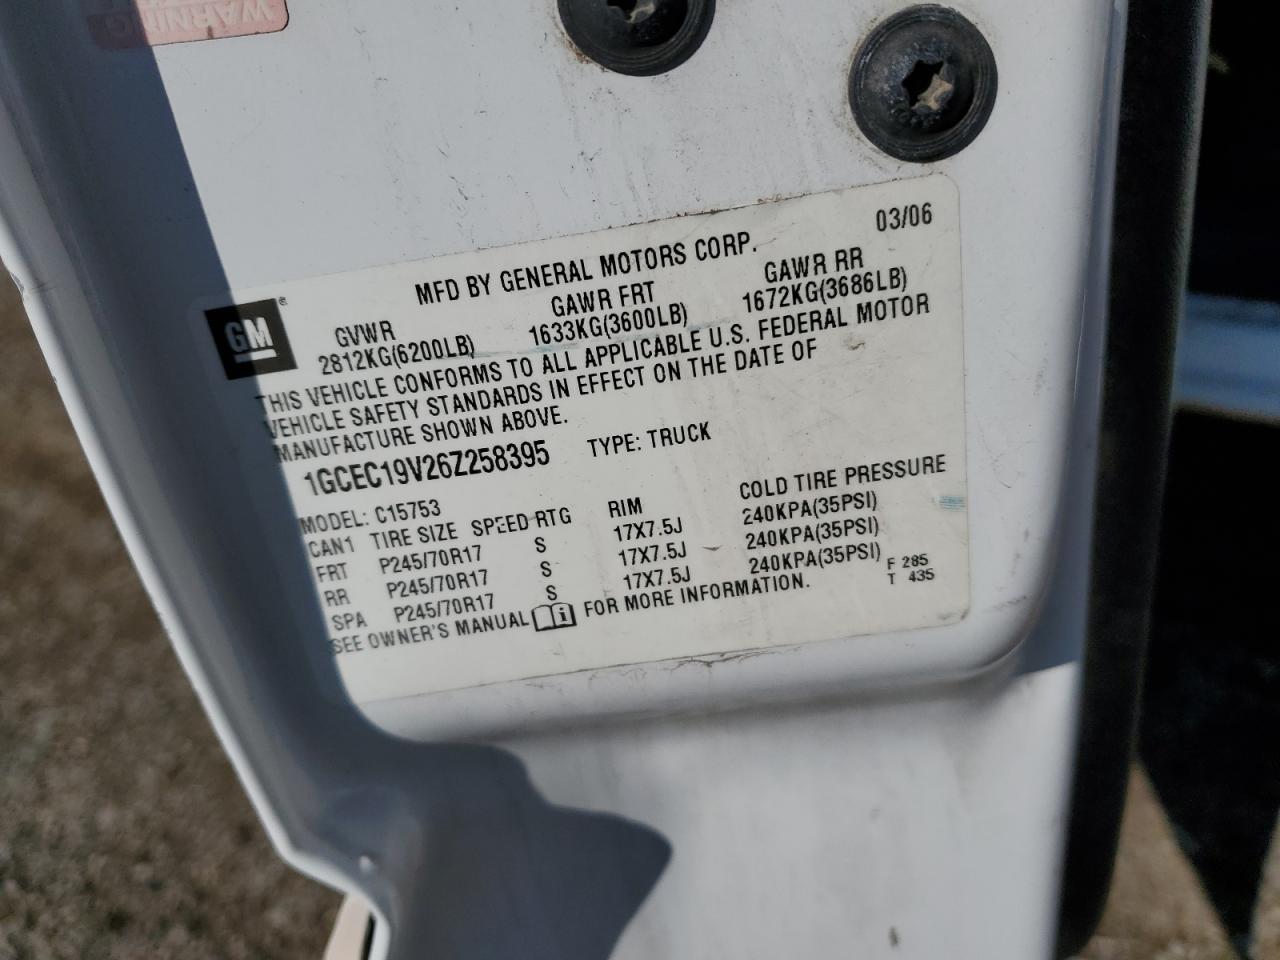 WARNING
03/06
MFD BY GENERAL MOTORS CORP.
GM ®
GVWR GAWR FRT GAWR RR
2812KG(6200LB) 1633KG(3600LB) 1672KG(3686LB)
THIS VEHICLE CONFORMS TO ALL APPLICABLE U.S. FEDERAL MOTOR
VEHICLE SAFETY STANDARDS IN EFFECT ON THE DATE OF
MANUFACTURE SHOWN ABOVE.
1GCEC19V26Z258395 TYPE: TRUCK
MODEL: C15753
CAN1 TIRE SIZE SPEED RTG RIM COLD TIRE PRESSURE
FRT P245/70R17 S 17X7.5J 240KPA(35PSI)
RR P245/70R17 S 17X7.5J 240KPA(35PSI)
SPA P245/70R17 S 17X7.5J 240KPA(35PSI)
SEE OWNER'S MANUAL i FOR MORE INFORMATION.
F 285
T 435